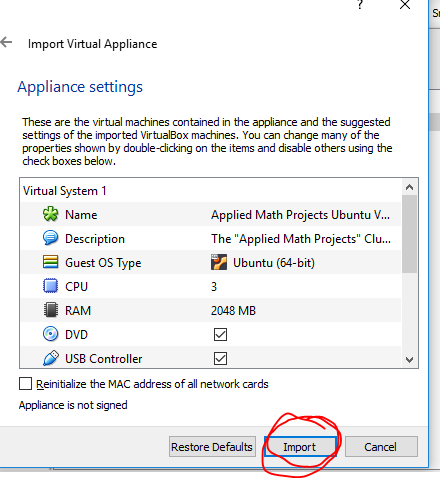 ?
Import Virtual Appliance
Appliance settings
These are the virtual machines contained in the appliance and the suggested
settings of the imported VirtualBox machines. You can change many of the
properties shown by double-clicking on the items and disable others using the
check boxes below.
Virtual System 1
Name Applied Math Projects Ubuntu V...
Description The "Applied Math Projects" Clu...
Guest OS Type Ubuntu (64-bit)
CPU 3
RAM 2048 MB
DVD
USB Controller
Reinitialize the MAC address of all network cards
Appliance is not signed
Restore Defaults Import Cancel